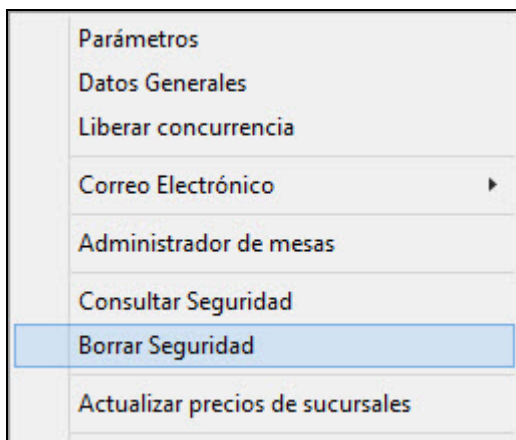 Parámetros
Datos Generales
Liberar concurrencia
Correo Electrónico
Administrador de mesas
Consultar Seguridad
Borrar Seguridad
Actualizar precios de sucursales